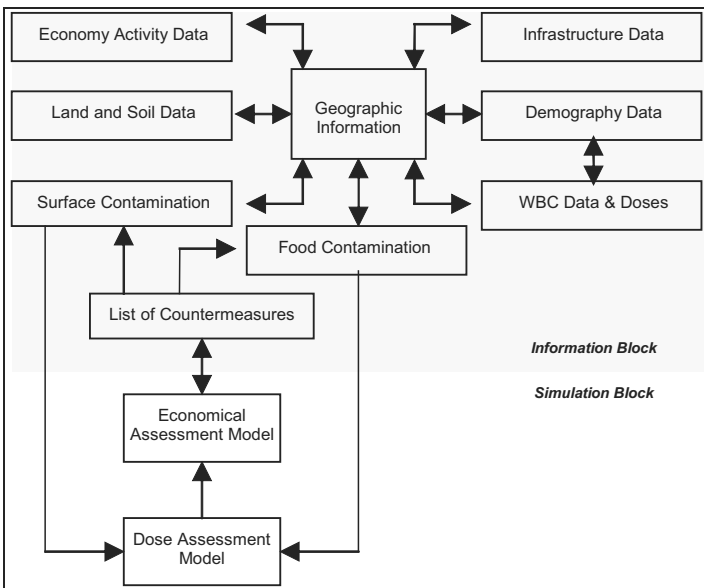 Economy Activity Data
Infrastructure Data
Geographic
Information
Land and Soil Data
Demography Data
Surface Contamination
WBC Data & Doses
Food Contamination
List of Countermeasures
Information Block
Simulation Block
Economical
Assessment Model
Dose Assessment
Model